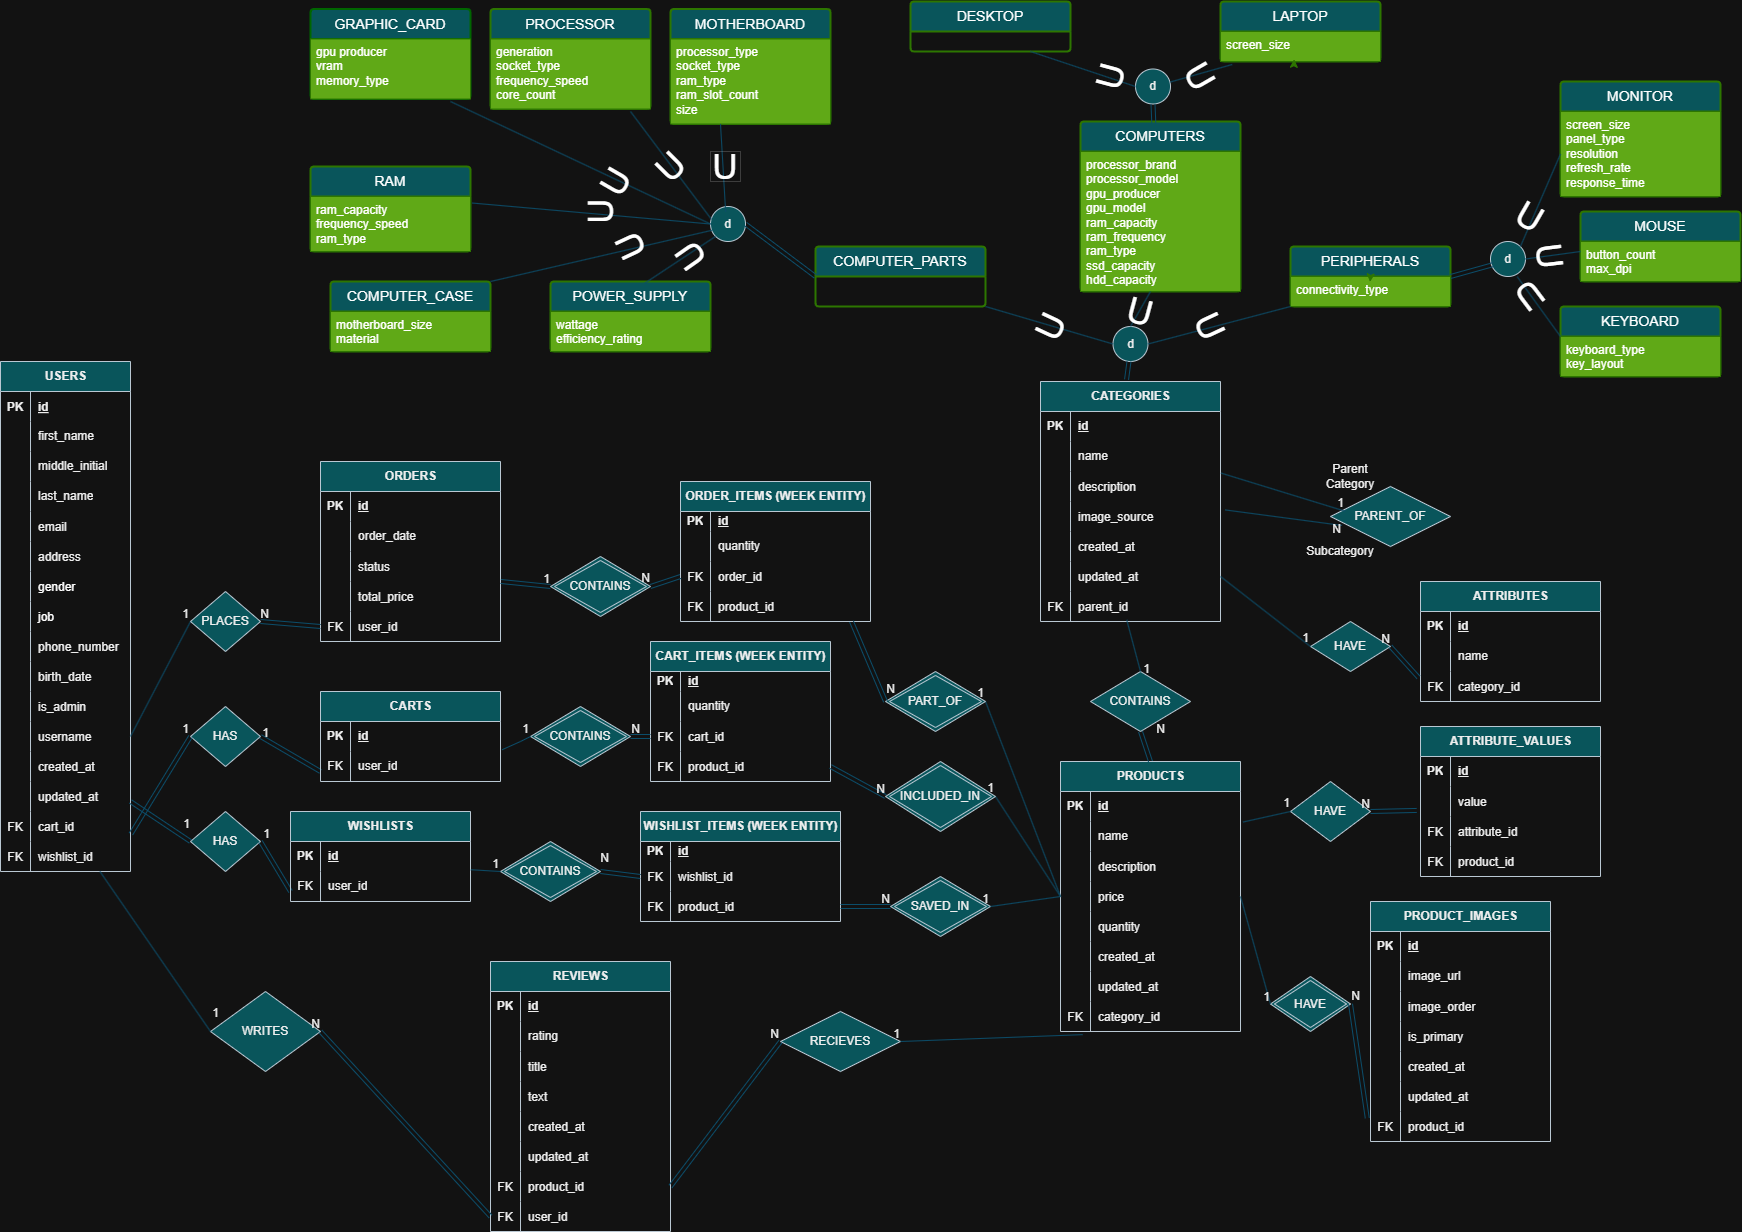 GRAPHIC_CARD
gpu producer
vram
memory_type
PROCESSOR
generation
socket_type
frequency_speed
core_count
MOTHERBOARD
processor_type
socket_type
ram_type
ram_slot_count
size
DESKTOP
LAPTOP
screen_size
d
COMPUTERS
processor_brand
processor_model
gpu_producer
gpu_model
ram_capacity
ram_frequency
ram_type
ssd_capacity
hdd_capacity
MONITOR
screen_size
panel_type
resolution
refresh_rate
response_time
RAM
ram_capacity
frequency_speed
ram_type
d
COMPUTER_PARTS
PERIPHERALS
connectivity_type
d
MOUSE
button_count
max_dpi
COMPUTER_CASE
motherboard_size
material
POWER_SUPPLY
wattage
efficiency_rating
KEYBOARD
keyboard_type
key_layout
d
USERS
PK id
first_name
middle_initial
last_name
email
address
gender
job
phone_number
birth_date
is_admin
username
created_at
updated_at
FK cart_id
FK wishlist_id
ORDERS
PK id
order_date
status
total_price
FK user_id
1 PLACES N
1 CONTAINS N
ORDER_ITEMS (WEEK ENTITY)
PK id
quantity
FK order_id
FK product_id
CATEGORIES
PK id
name
description
image_source
created_at
updated_at
FK parent_id
Parent
Category
1
PARENT_OF
N
Subcategory
1 HAVE N
ATTRIBUTES
PK id
name
FK category_id
1 HAS 1
CARTS
PK id
FK user_id
1 CONTAINS N
CART_ITEMS (WEEK ENTITY)
PK id
quantity
FK cart_id
FK product_id
N PART_OF 1
1
CONTAINS
N
N INCLUDED_IN 1
1 HAS 1
WISHLISTS
PK id
FK user_id
1 CONTAINS N
WISHLIST_ITEMS (WEEK ENTITY)
PK id
FK wishlist_id
FK product_id
N SAVED_IN 1
PRODUCTS
PK id
name
description
price
quantity
created_at
updated_at
FK category_id
1 HAVE N
ATTRIBUTE_VALUES
PK id
value
FK attribute_id
FK product_id
1 HAVE N
PRODUCT_IMAGES
PK id
image_url
image_order
is_primary
created_at
updated_at
FK product_id
1 WRITES N
REVIEWS
PK id
rating
title
text
created_at
updated_at
FK product_id
FK user_id
N RECIEVES 1